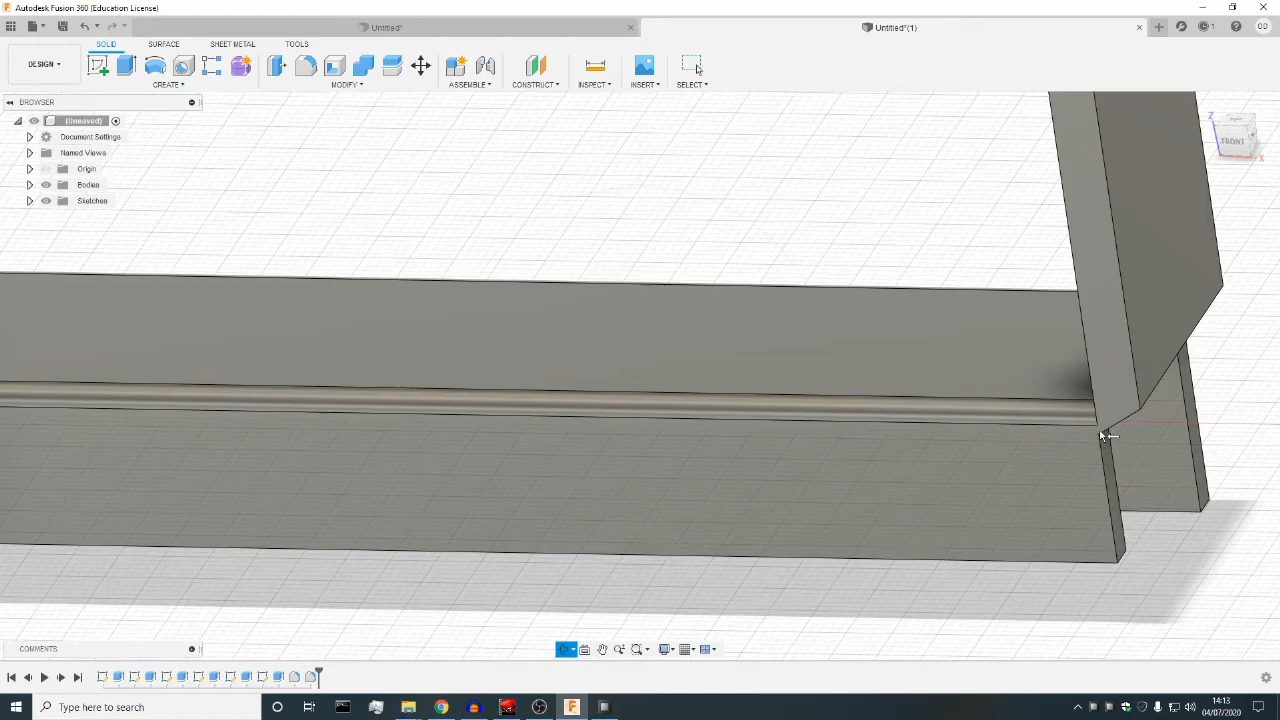 Autodesk Fusion 360 (Education License)
Untitled*
Untitled*(1)
1
OD
SOLID
SURFACE
SHEET METAL
TOOLS
DESIGN
CREATE
MODIFY
ASSEMBLE
CONSTRUCT
INSPECT
INSERT
SELECT
BROWSER
(Unsaved)
Document Settings
Named Views
Origin
Bodies
Sketches
Z
FRONT
X
COMMENTS
Type here to search
14:13
04/07/2020